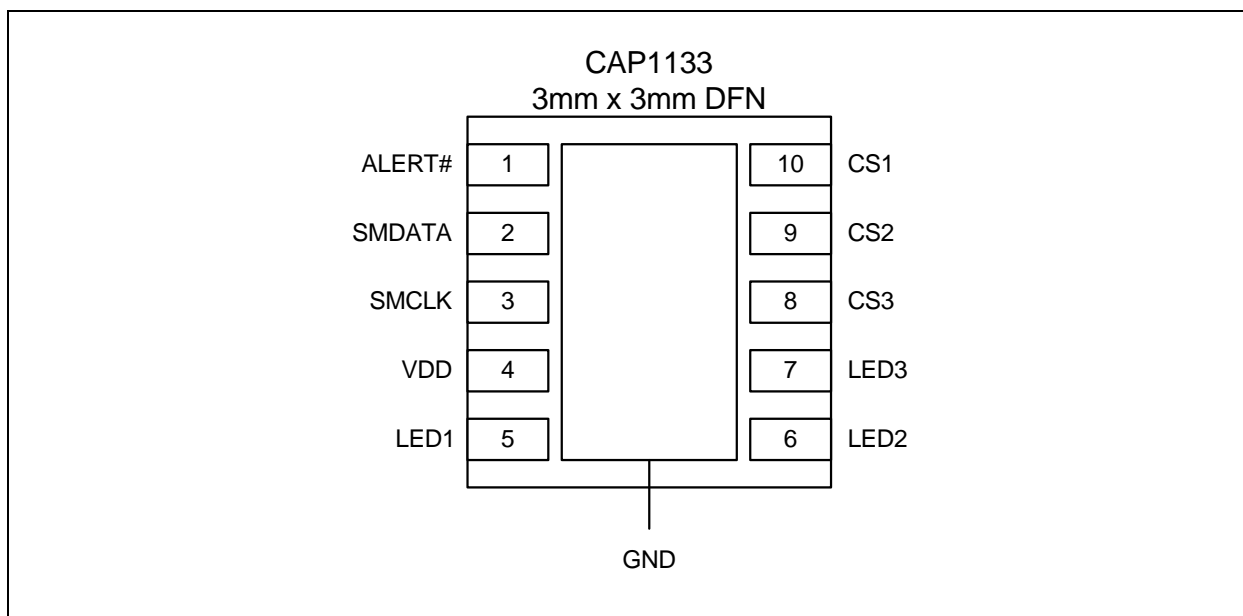 CAP1133
3mm x 3mm DFN
ALERT# 1 10 CS1
SMDATA 2 9 CS2
SMCLK 3 8 CS3
VDD 4 7 LED3
LED1 5 6 LED2
GND